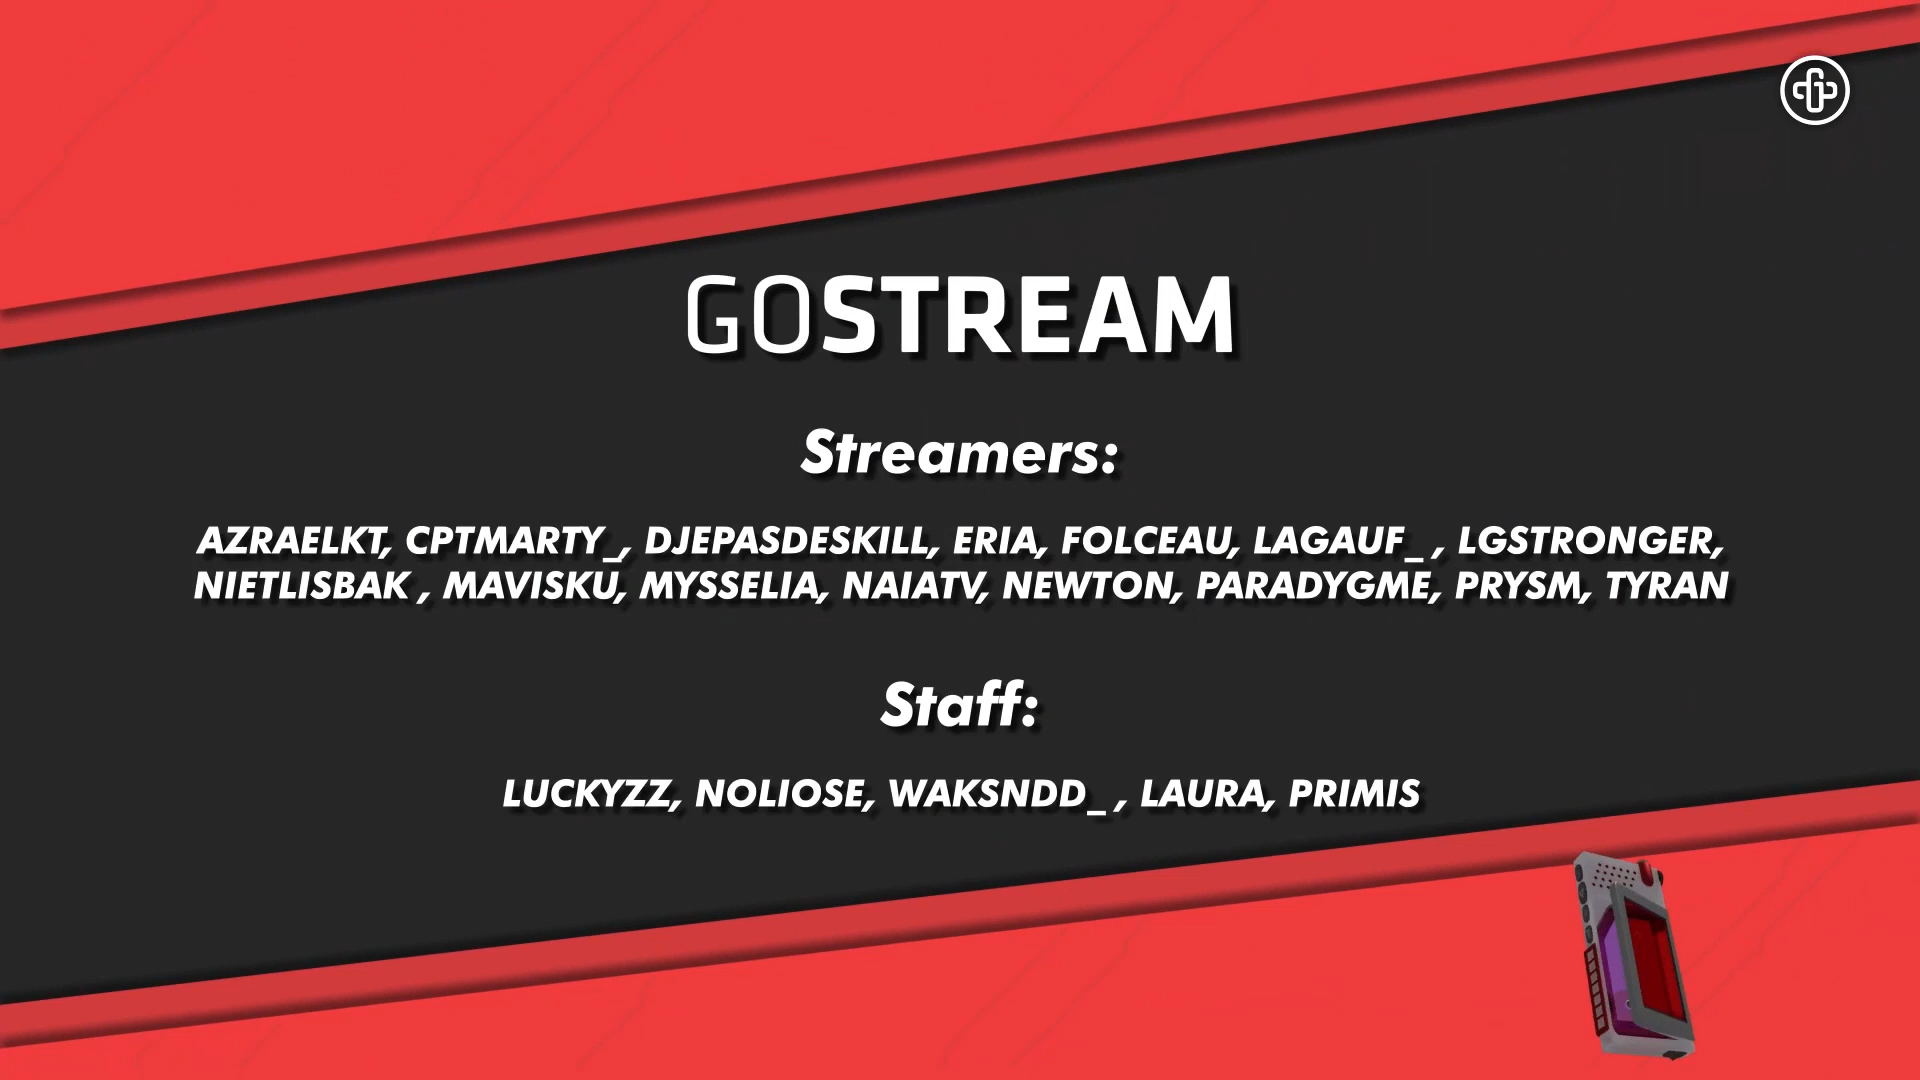 GOSTREAM
Streamers:
AZRAELKT, CPTMARTY_, DJEPASDESKILL, ERIA, FOLCEAU, LAGAUF_ , LGSTRONGER,
NIETLISBAK , MAVISKU, MYSSELIA, NAIATV, NEWTON, PARADYGME, PRYSM, TYRAN
Staff:
LUCKYZZ, NOLIOSE, WAKSNDD_ , LAURA, PRIMIS